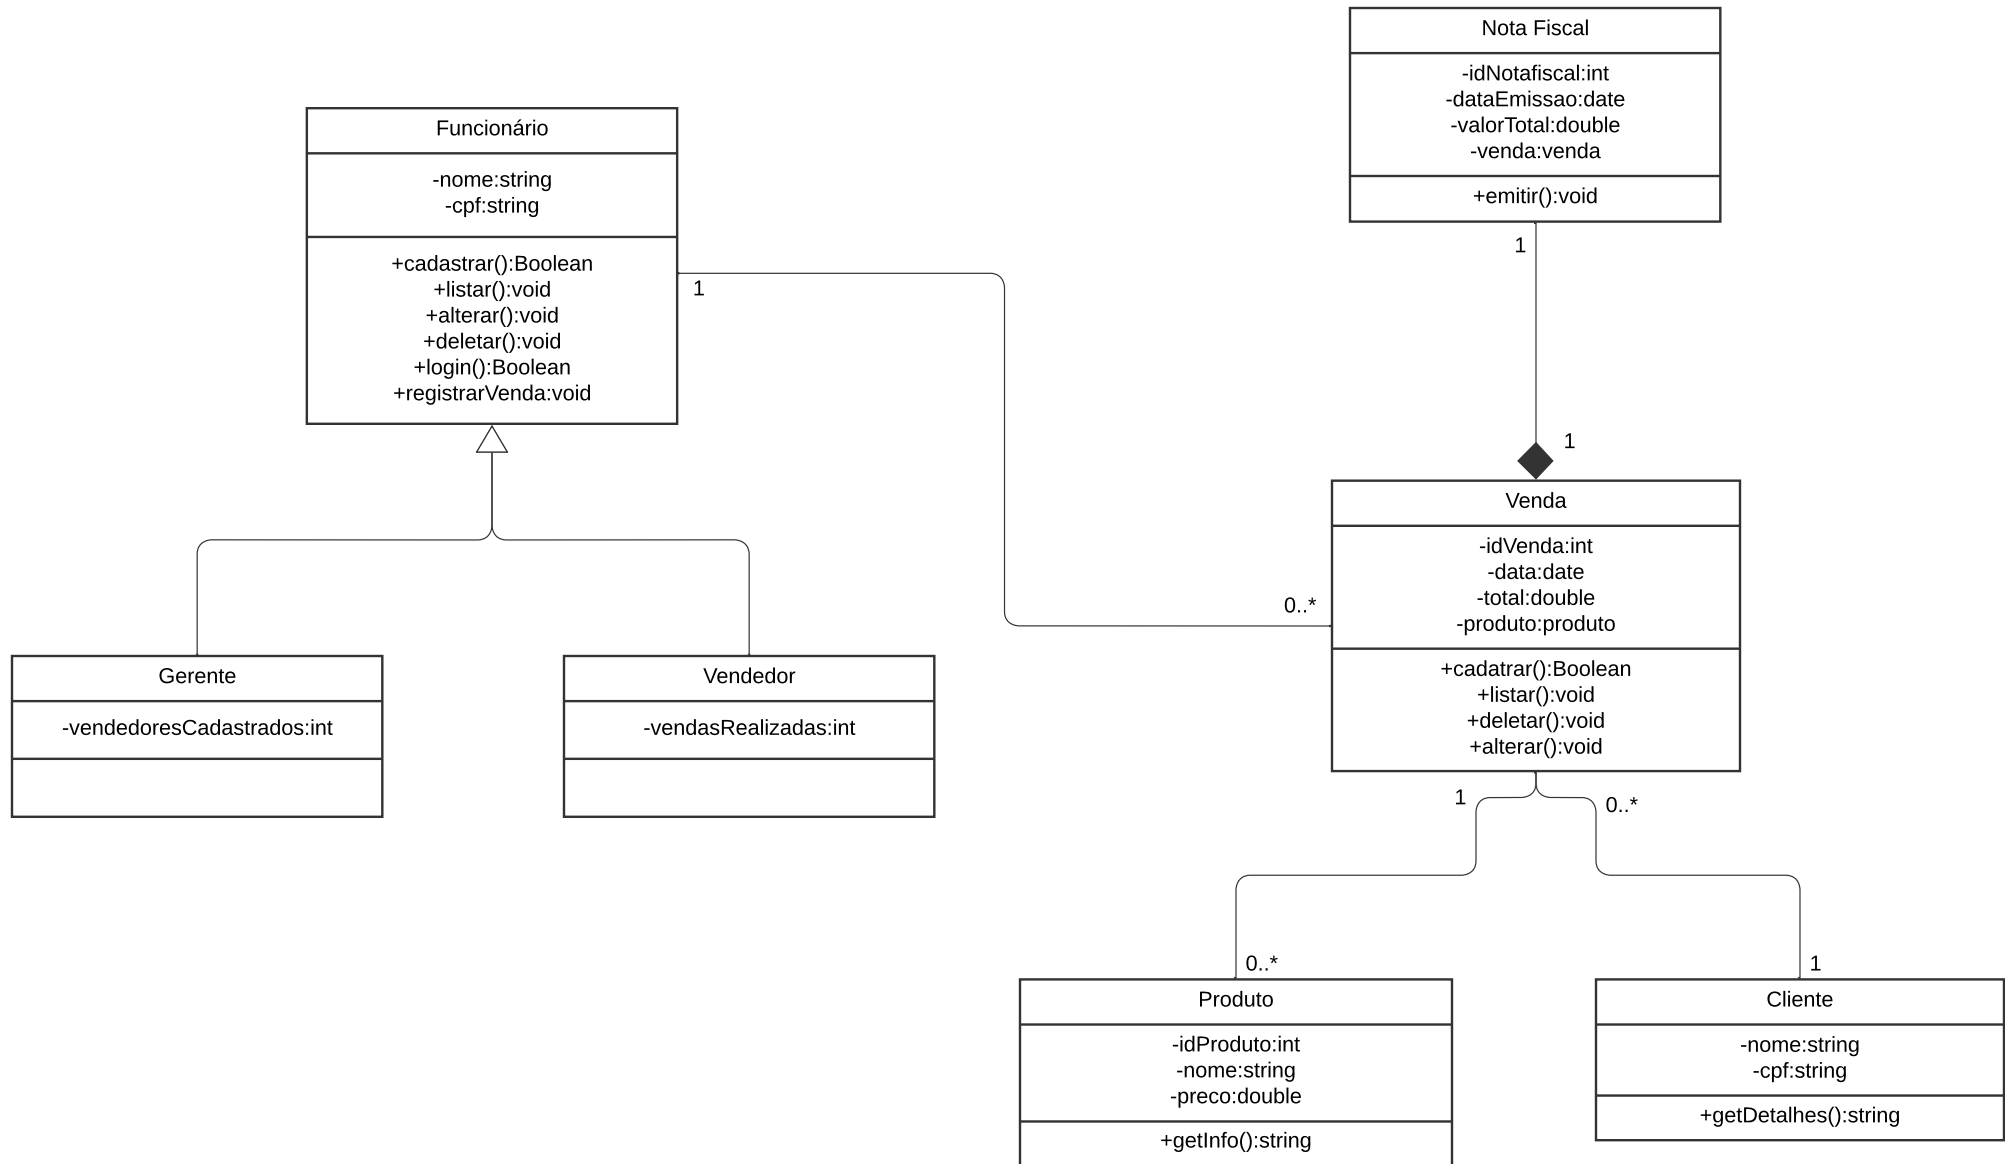 Nota Fiscal
-idNotafiscal:int
-dataEmissao:date
-valorTotal:double
-venda:venda
+emitir():void
1
1
Funcionário
-nome:string
-cpf:string
+cadastrar():Boolean
+listar():void
+alterar():void
+deletar():void
+login():Boolean
+registrarVenda:void
1
0..*
Gerente
-vendedoresCadastrados:int
Vendedor
-vendasRealizadas:int
Venda
-idVenda:int
-data:date
-total:double
-produto:produto
+cadatrar():Boolean
+listar():void
+deletar():void
+alterar():void
1
0..*
0..*
1
Produto
-idProduto:int
-nome:string
-preco:double
+getInfo():string
Cliente
-nome:string
-cpf:string
+getDetalhes():string